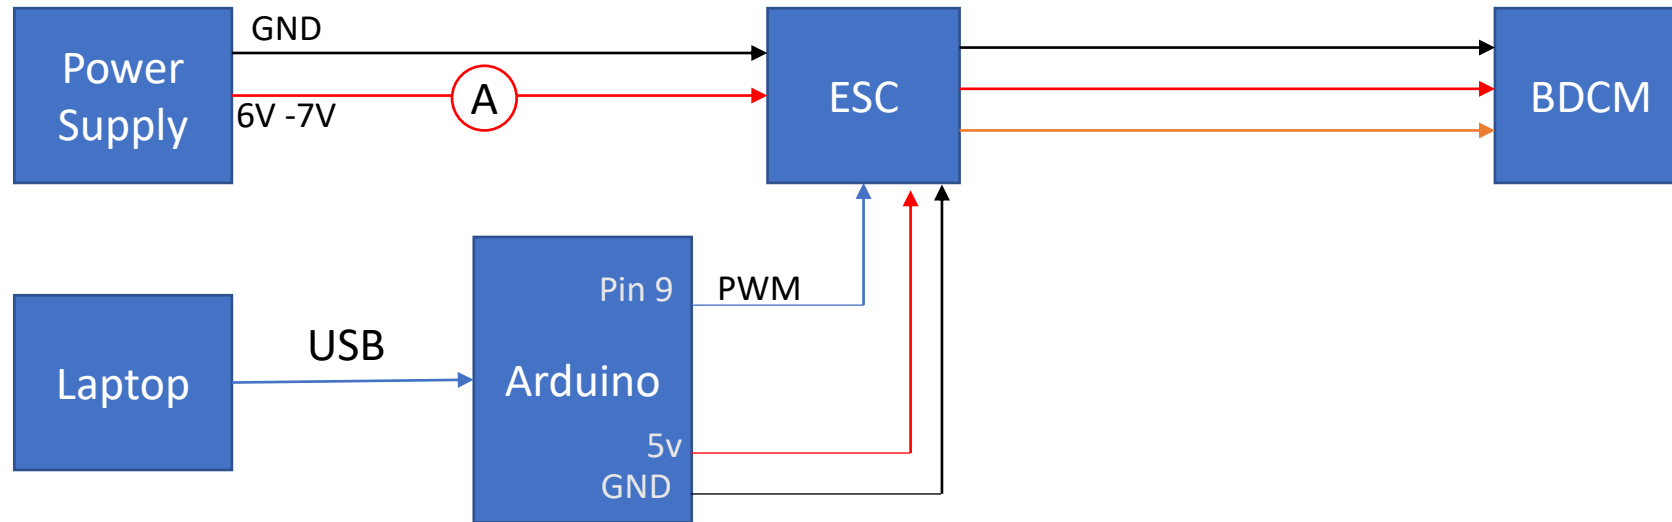 GND
Power
Supply
A
6V -7V
ESC
BDCM
Pin 9
PWM
USB
Laptop
Arduino
5v
GND